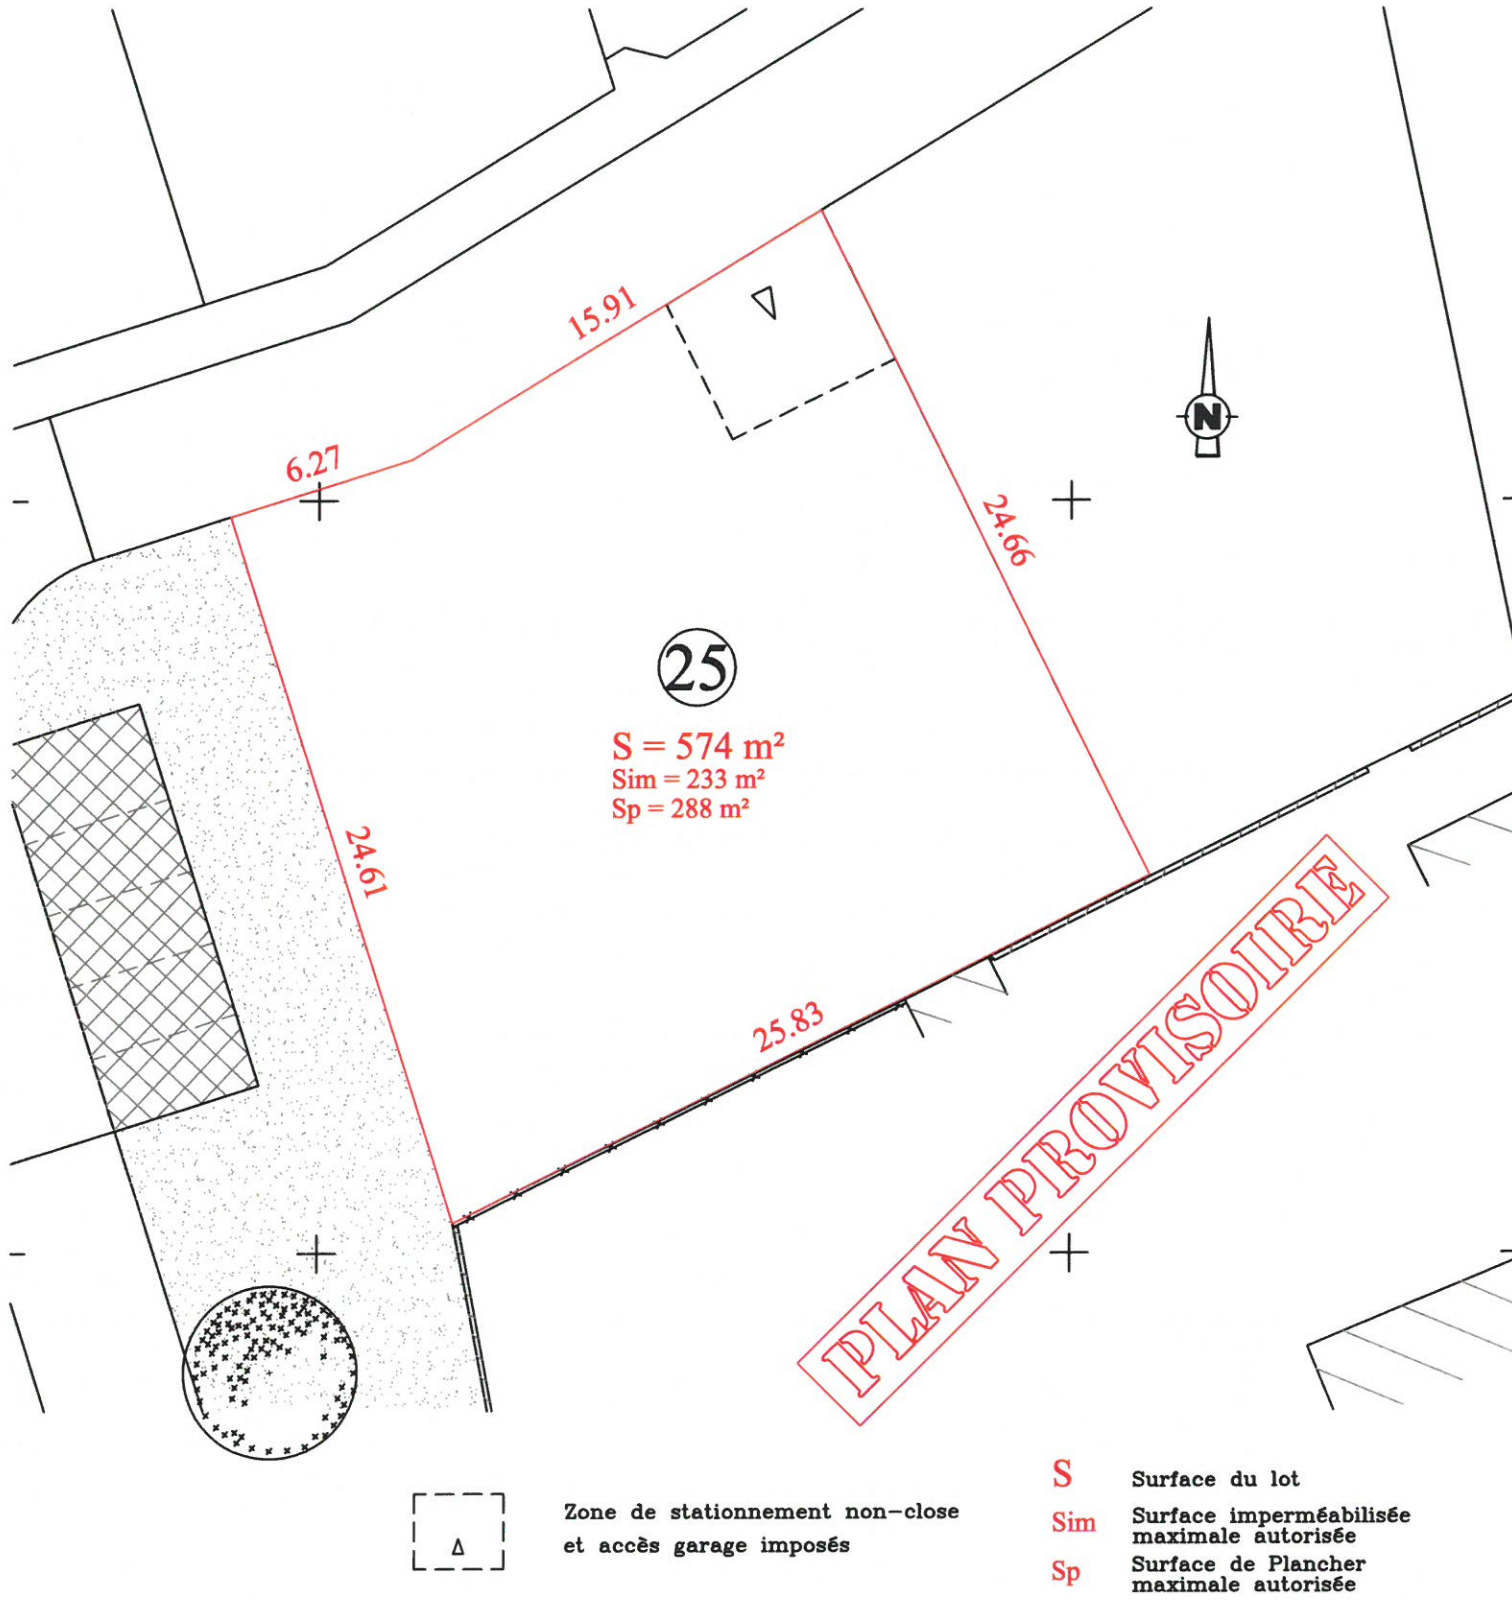 15.91
6.27
N
24.66
25
S = 574 m²
Sim = 233 m²
Sp = 288 m²
24.61
25.83
PLAN PROVISOIRE
Zone de stationnement non-close
et accès garage imposés
S Surface du lot
Sim Surface imperméabilisée
maximale autorisée
Sp Surface de Plancher
maximale autorisée